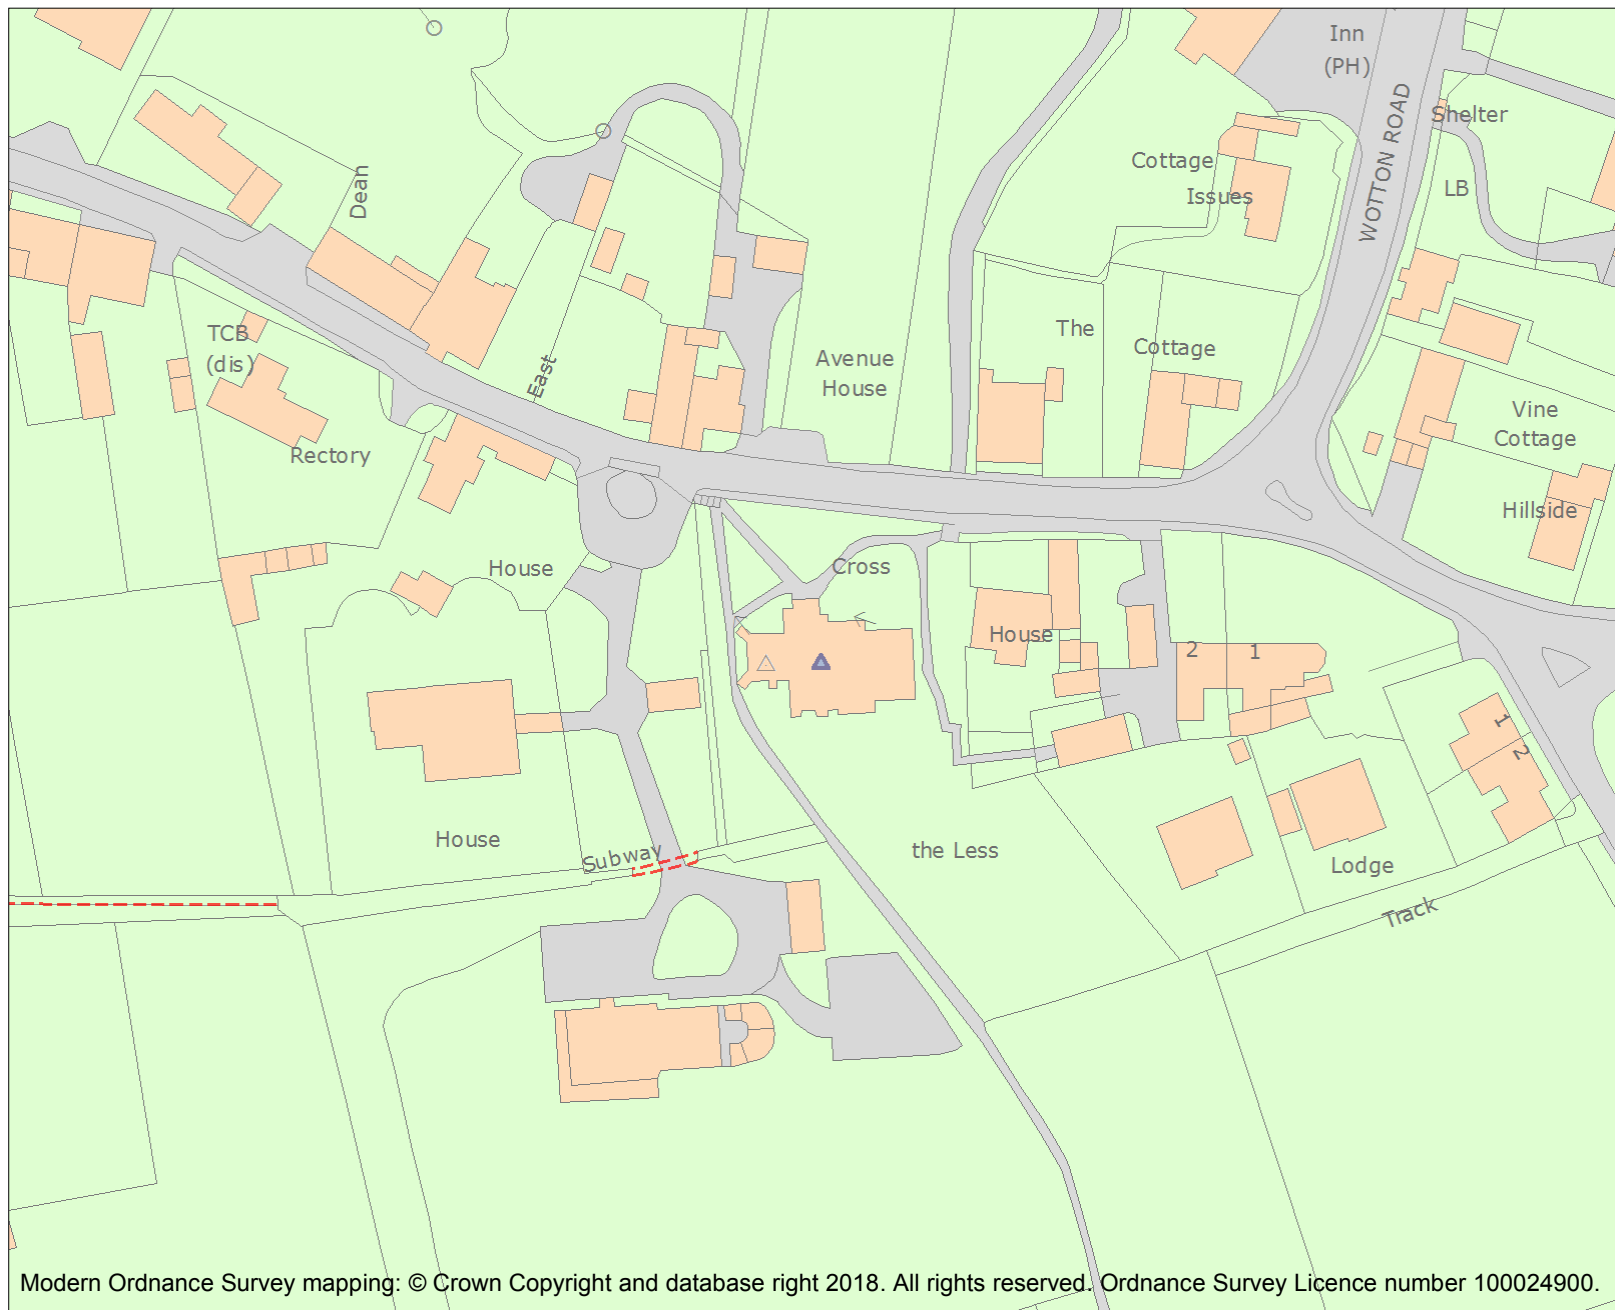 Inn
(PH)
WOTTON ROAD
Shelter
Cottage
Issues
LB
Dean
TCB
(dis)
The
Cottage
Avenue
House
East
Vine
Cottage
Rectory
Hillside
House
Cross
House
2
1
1
2
House
Subway
the Less
Lodge
Track
Modern Ordnance Survey mapping: © Crown Copyright and database right 2018. All rights reserved. Ordnance Survey Licence number 100024900.